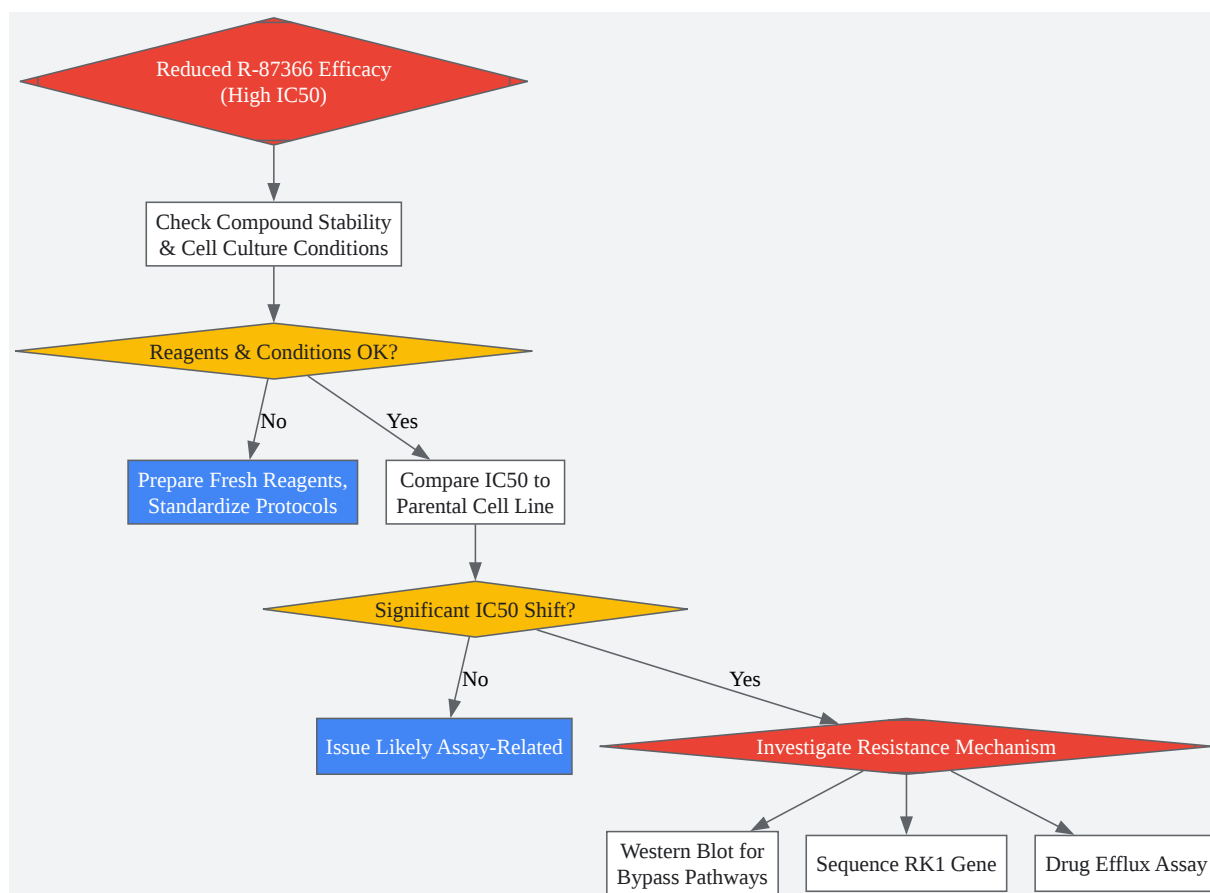 Reduced R-87366 Efficacy
(High IC50)
Check Compound Stability
& Cell Culture Conditions
Reagents & Conditions OK?
No
Yes
Prepare Fresh Reagents,
Standardize Protocols
Compare IC50 to
Parental Cell Line
Significant IC50 Shift?
No
Yes
Issue Likely Assay-Related
Investigate Resistance Mechanism
Western Blot for
Bypass Pathways
Sequence RK1 Gene
Drug Efflux Assay